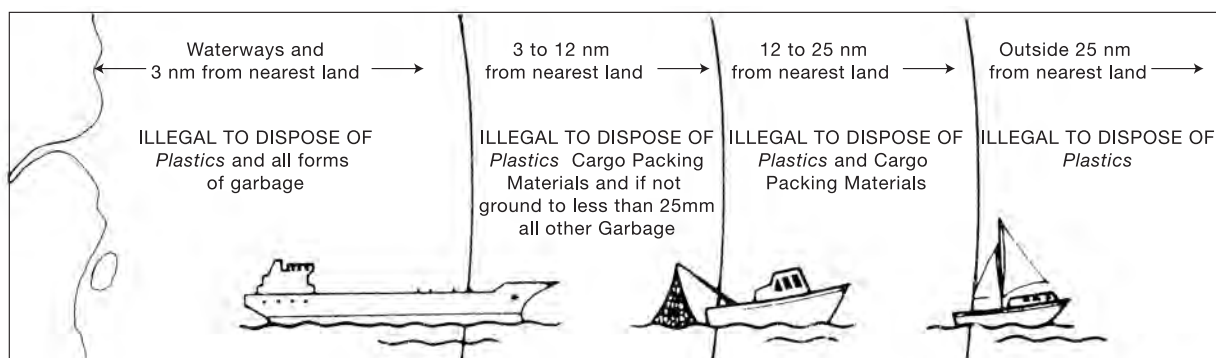 Waterways and
3 nm from nearest land
ILLEGAL TO DISPOSE OF
Plastics and all forms
of garbage
3 to 12 nm
from nearest land
ILLEGAL TO DISPOSE OF
Plastics Cargo Packing
Materials and if not
ground to less than 25mm
all other Garbage
12 to 25 nm
from nearest land
ILLEGAL TO DISPOSE OF
Plastics and Cargo
Packing Materials
Outside 25 nm
from nearest land
ILLEGAL TO DISPOSE OF
Plastics